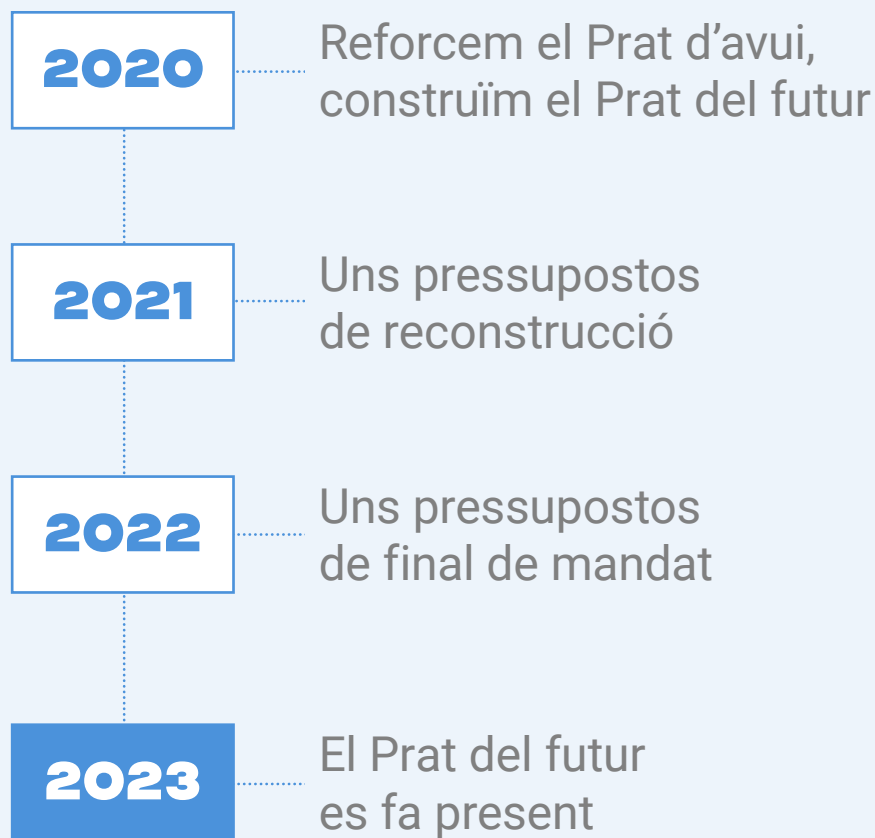 2020
Reforcem el Prat d’avui,
construïm el Prat del futur
2021
Uns pressupostos
de reconstrucció
2022
Uns pressupostos
de final de mandat
2023
El Prat del futur
es fa present